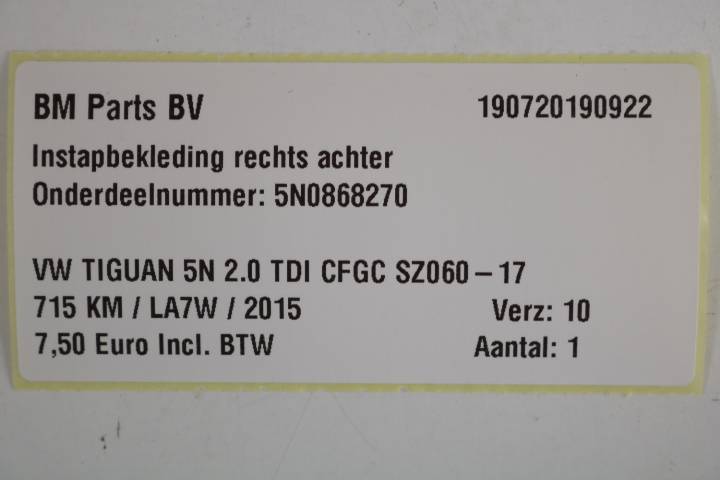 BM Parts BV 190720190922
Instapbekleding rechts achter
Onderdeelnummer: 5N0868270
VW TIGUAN 5N 2.0 TDI CFGC SZ060-17
715 KM / LA7W / 2015 Verz: 10
7,50 Euro Incl. BTW Aantal: 1